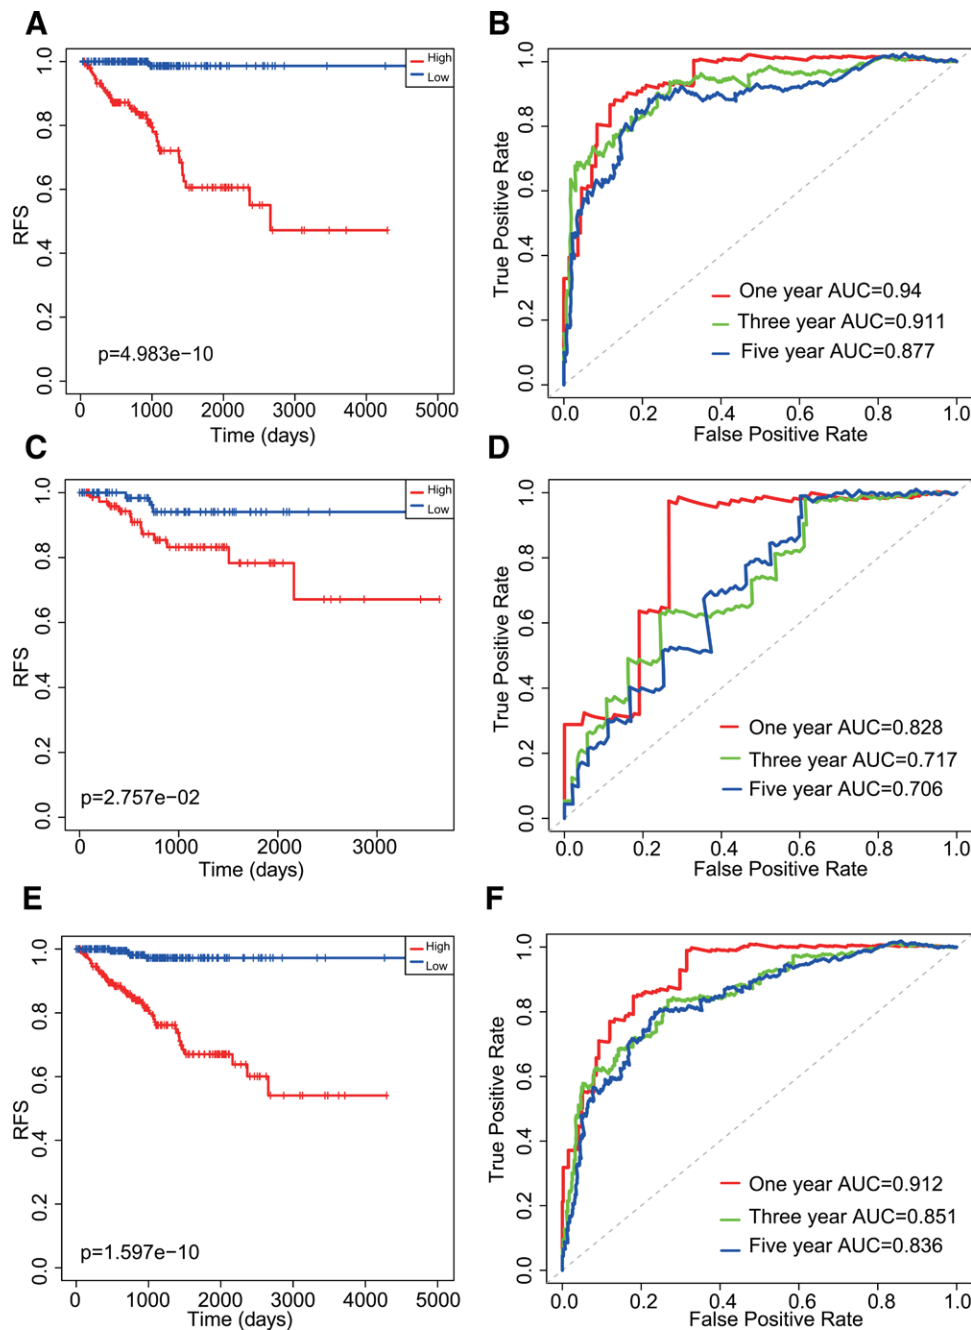 A
1.0
0.8
0.6
0.4
0.2
0.0
RFS
High
Low
p=4.983e−10
0 1000 2000 3000 4000 5000
Time (days)
B
1.0
0.8
0.6
0.4
0.2
0.0
True Positive Rate
One year AUC=0.94
Three year AUC=0.911
Five year AUC=0.877
0.0 0.2 0.4 0.6 0.8 1.0
False Positive Rate
C
1.0
0.8
0.6
0.4
0.2
0.0
RFS
High
Low
p=2.757e−02
0 1000 2000 3000
Time (days)
D
1.0
0.8
0.6
0.4
0.2
0.0
True Positive Rate
One year AUC=0.828
Three year AUC=0.717
Five year AUC=0.706
0.0 0.2 0.4 0.6 0.8 1.0
False Positive Rate
E
1.0
0.8
0.6
0.4
0.2
0.0
RFS
High
Low
p=1.597e−10
0 1000 2000 3000 4000 5000
Time (days)
F
1.0
0.8
0.6
0.4
0.2
0.0
True Positive Rate
One year AUC=0.912
Three year AUC=0.851
Five year AUC=0.836
0.0 0.2 0.4 0.6 0.8 1.0
False Positive Rate